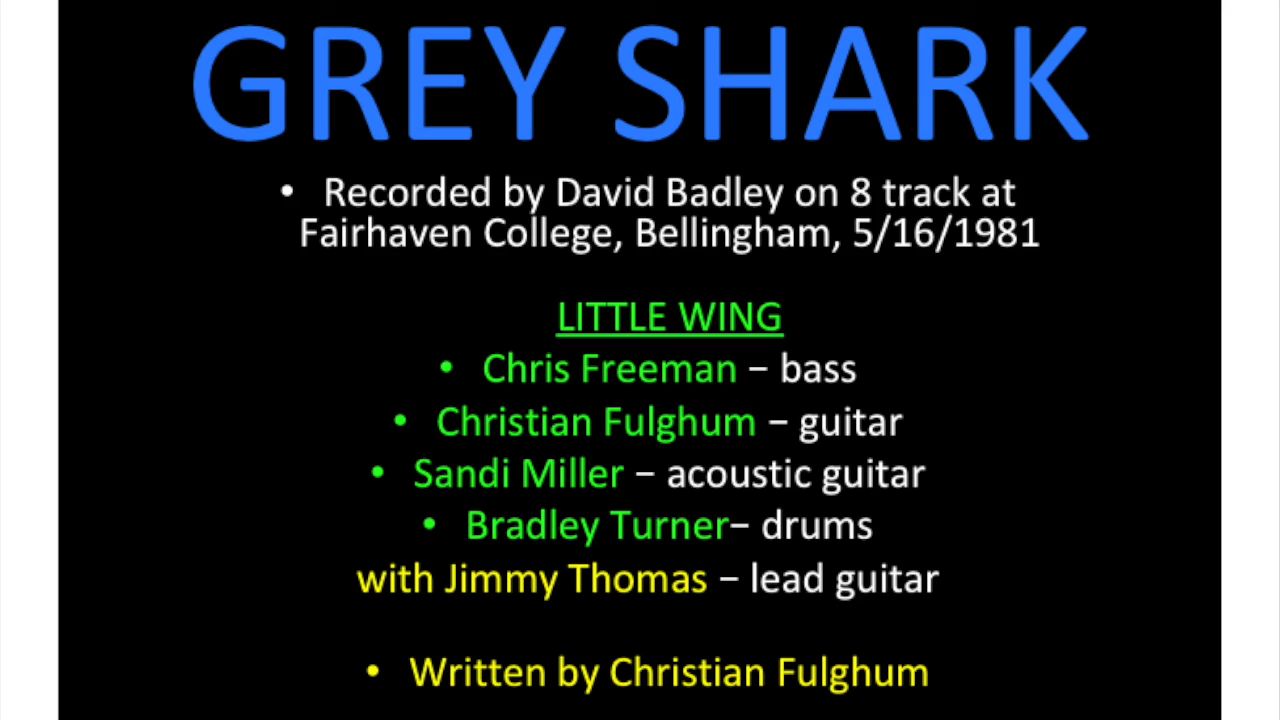 GREY SHARK
• Recorded by David Badley on 8 track at
Fairhaven College, Bellingham, 5/16/1981
LITTLE WING
• Chris Freeman – bass
• Christian Fulghum – guitar
• Sandi Miller – acoustic guitar
• Bradley Turner– drums
with Jimmy Thomas – lead guitar
• Written by Christian Fulghum